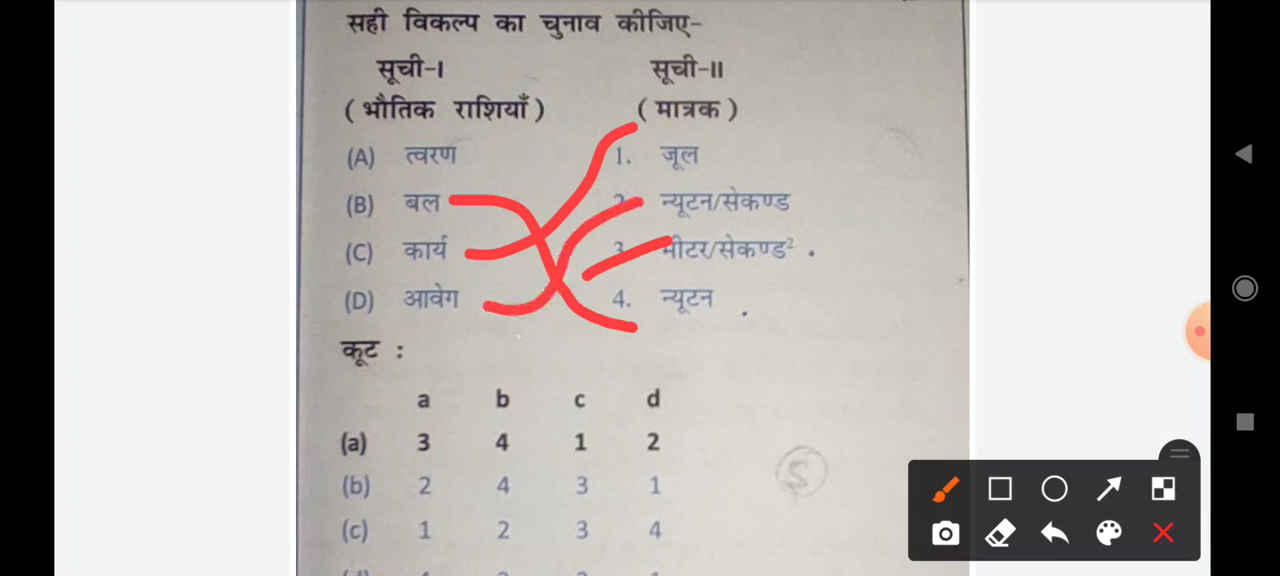 सही विकल्प का चुनाव कीजिए-
सूची-I सूची-II
(भौतिक राशियाँ) (मात्रक)
(A) त्वरण 1. जूल
(B) बल 2. न्यूटन/सेकण्ड
(C) कार्य 3. मीटर/सेकण्ड²
(D) आवेग 4. न्यूटन
कूट :
a b c d
(a) 3 4 1 2
(b) 2 4 3 1
(c) 1 2 3 4
5